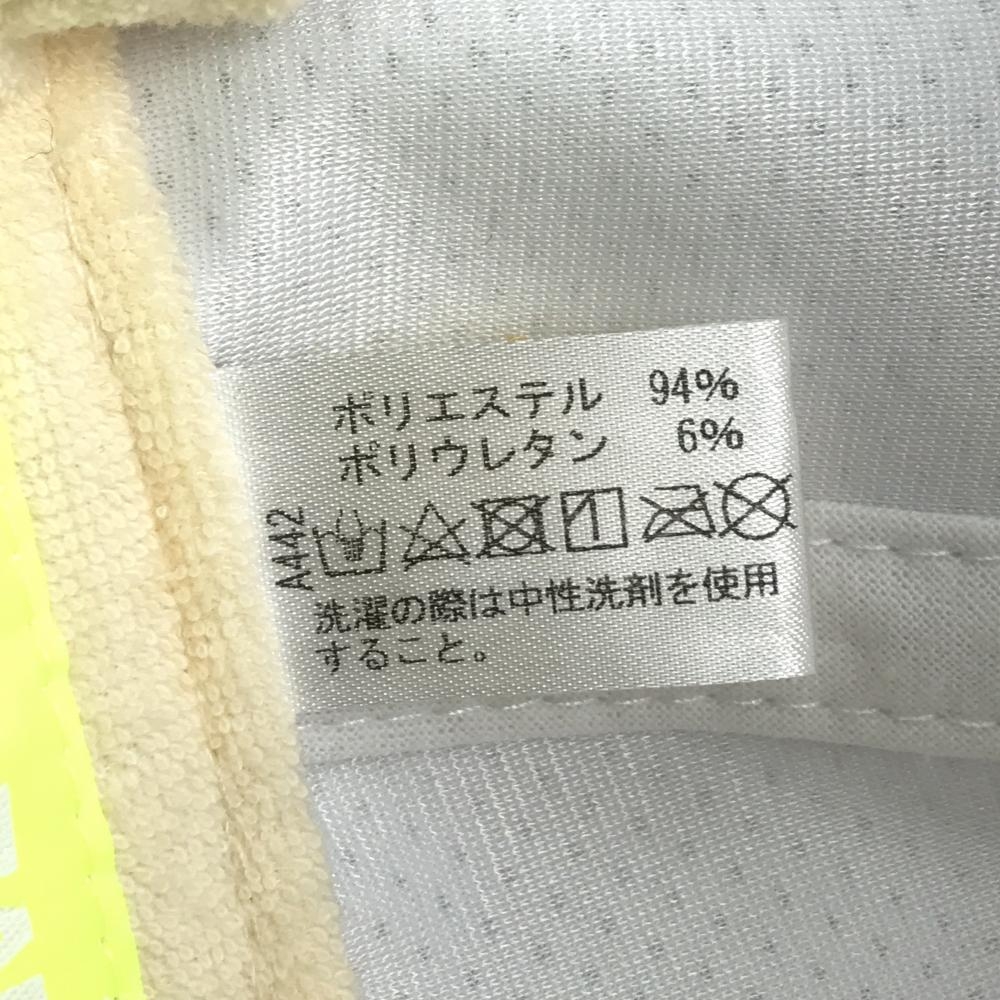 ポリエステル 94%
ポリウレタン 6%
A442
洗濯の際は中性洗剤を使用
すること。